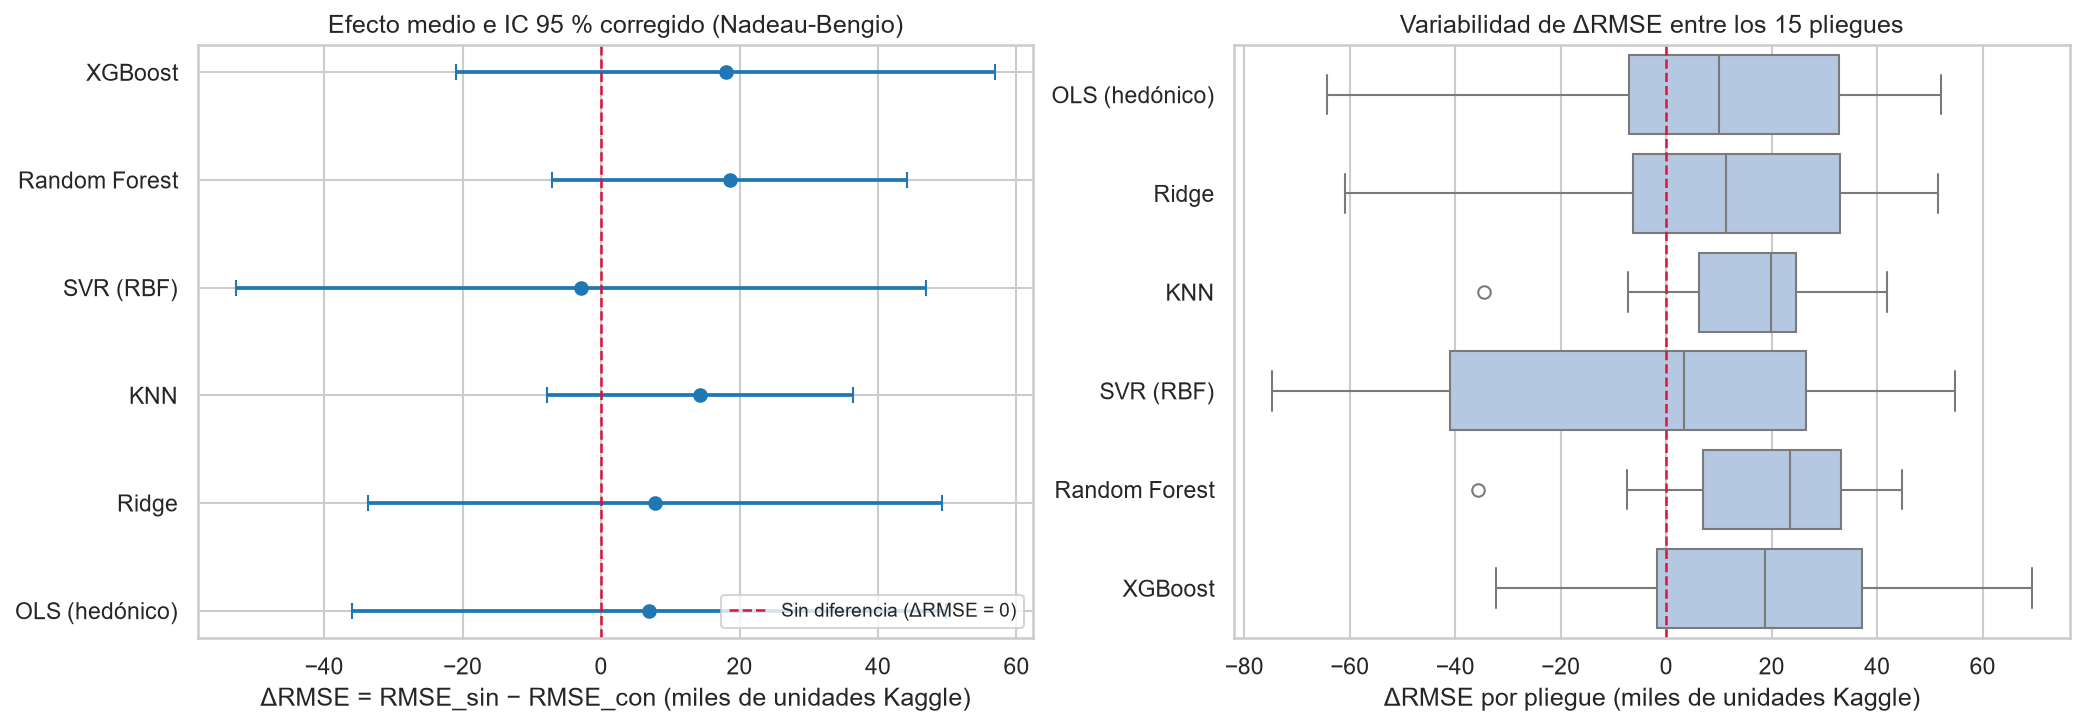 Efecto medio e IC 95 % corregido (Nadeau-Bengio)
XGBoost
Random Forest
SVR (RBF)
KNN
Ridge
OLS (hedónico)
Sin diferencia (ΔRMSE = 0)
−40 −20 0 20 40 60
ΔRMSE = RMSE_sin − RMSE_con (miles de unidades Kaggle)
Variabilidad de ΔRMSE entre los 15 pliegues
OLS (hedónico)
Ridge
KNN
SVR (RBF)
Random Forest
XGBoost
−80 −60 −40 −20 0 20 40 60
ΔRMSE por pliegue (miles de unidades Kaggle)